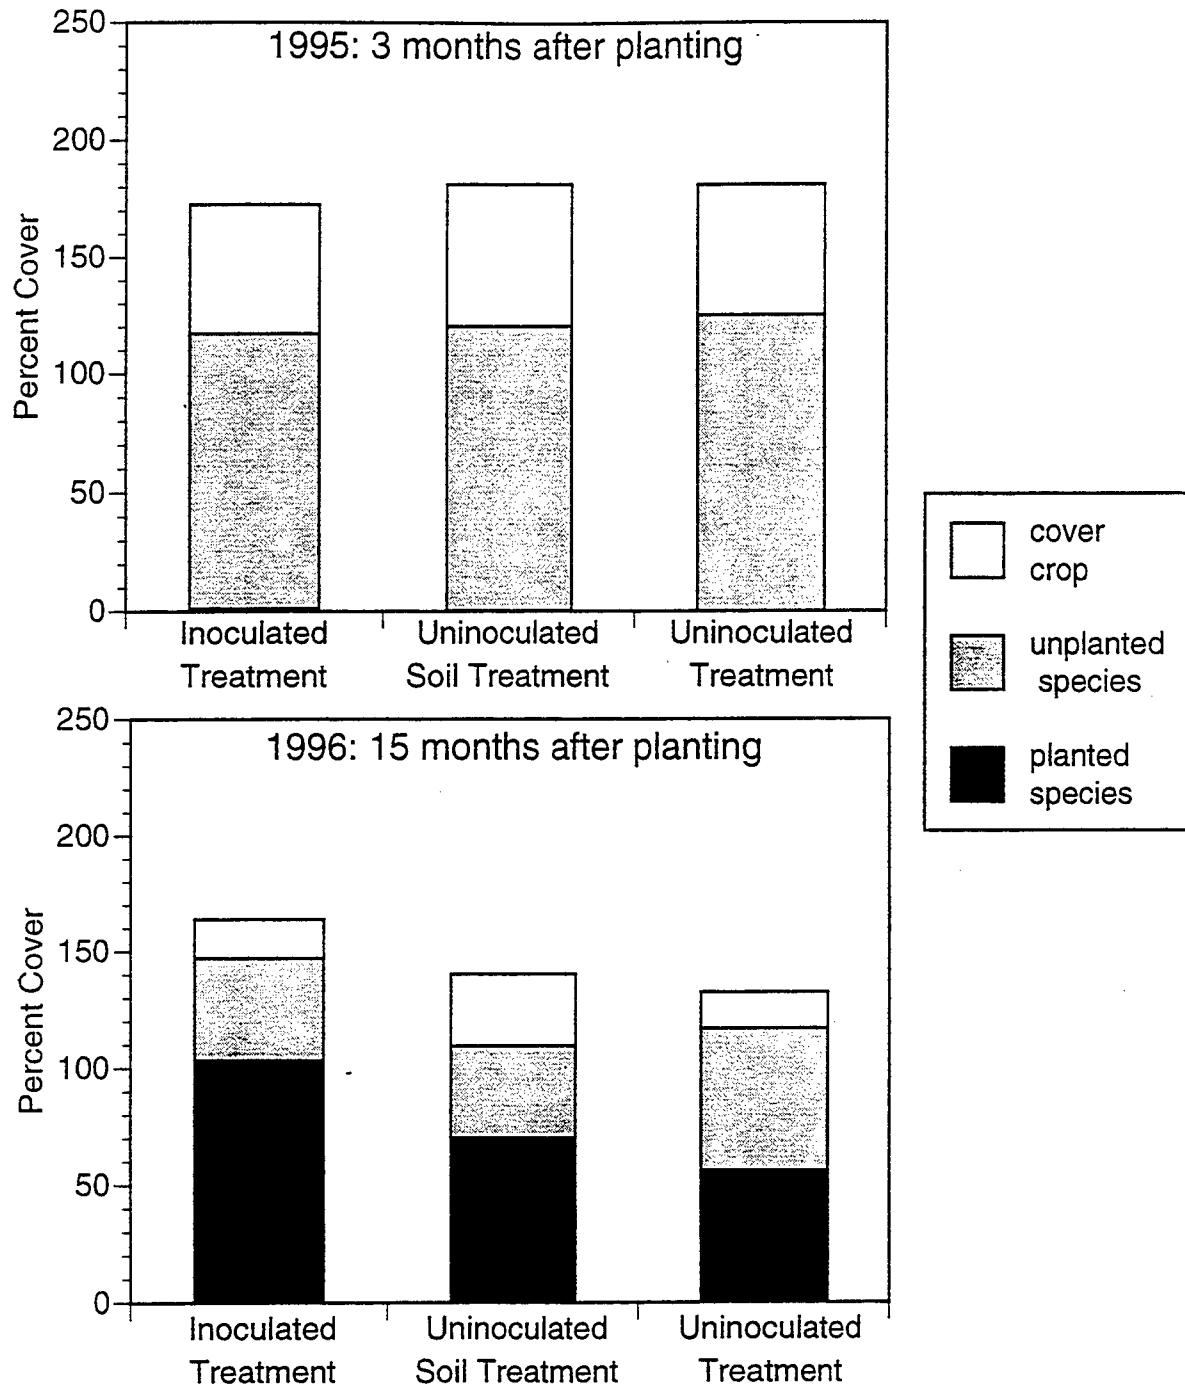 1995: 3 months after planting
250
200
150
100
50
0
Percent Cover
Inoculated Uninoculated Uninoculated
Treatment Soil Treatment Treatment
cover
crop
unplanted
species
planted
species
1996: 15 months after planting
250
200
150
100
50
0
Percent Cover
Inoculated Uninoculated Uninoculated
Treatment Soil Treatment Treatment